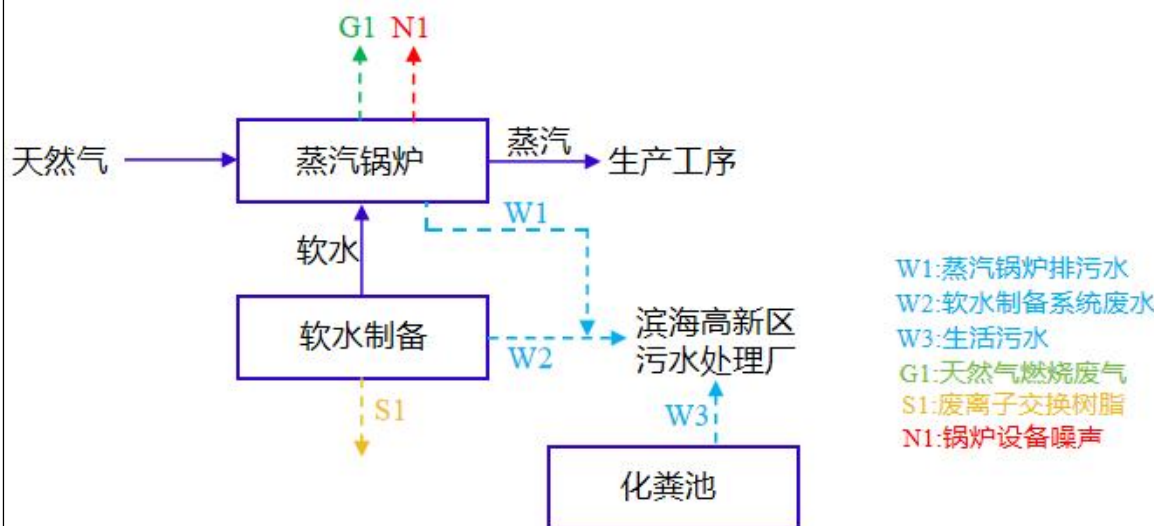 G1 N1
天然气
蒸汽锅炉
蒸汽
生产工序
W1
软水
软水制备
W2
滨海高新区
污水处理厂
S1
W3
化粪池
W1:蒸汽锅炉排污水
W2:软水制备系统废水
W3:生活污水
G1:天然气燃烧废气
S1:废离子交换树脂
N1:锅炉设备噪声